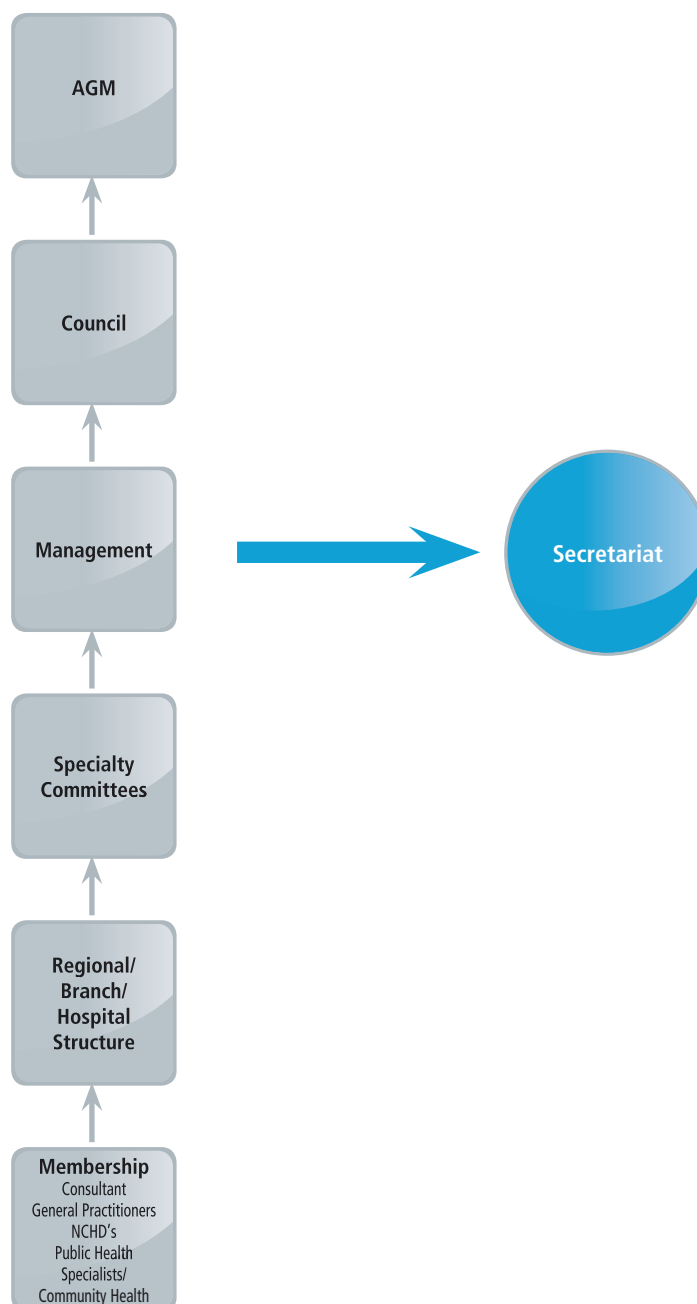 AGM
Council
Management
Secretariat
Specialty
Committees
Regional/
Branch/
Hospital
Structure
Membership
Consultant
General Practitioners
NCHD's
Public Health
Specialists/
Community Health